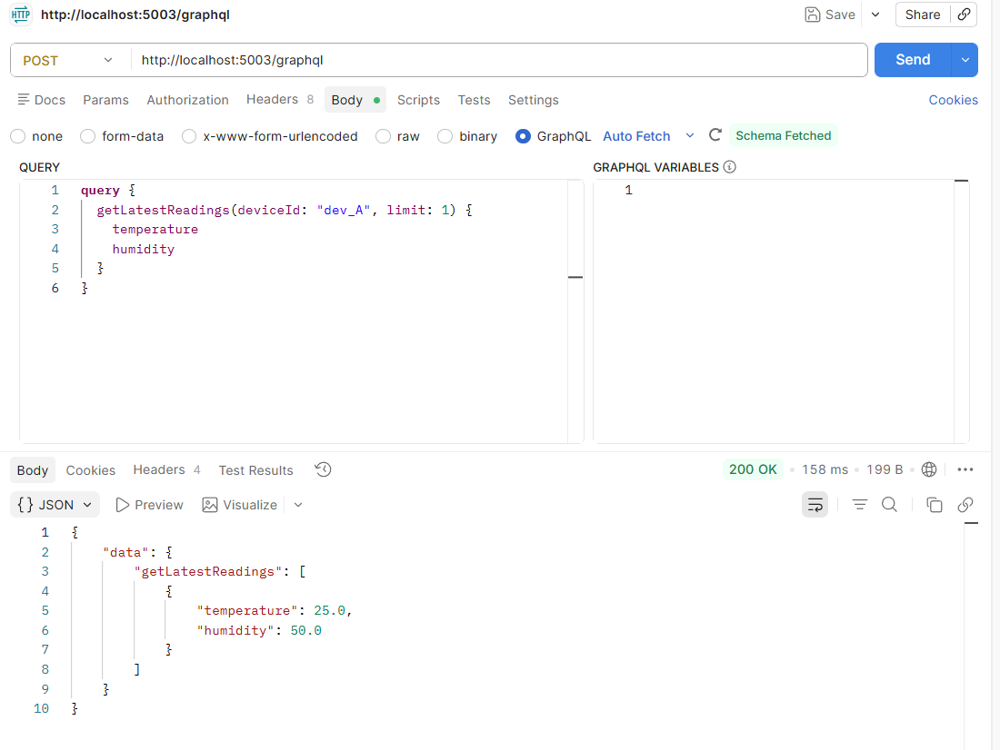 HTTP http://localhost:5003/graphql Save Share
POST http://localhost:5003/graphql Send
Docs Params Authorization Headers 8 Body Scripts Tests Settings Cookies
none form-data x-www-form-urlencoded raw binary GraphQL Auto Fetch Schema Fetched
QUERY
1 query {
2 getLatestReadings(deviceId: "dev_A", limit: 1) {
3 temperature
4 humidity
5 }
6 }
GRAPHQL VARIABLES
1
Body Cookies Headers 4 Test Results 200 OK 158 ms 199 B
{} JSON Preview Visualize
1 {
2 "data": {
3 "getLatestReadings": [
4 {
5 "temperature": 25.0,
6 "humidity": 50.0
7 }
8 ]
9 }
10 }